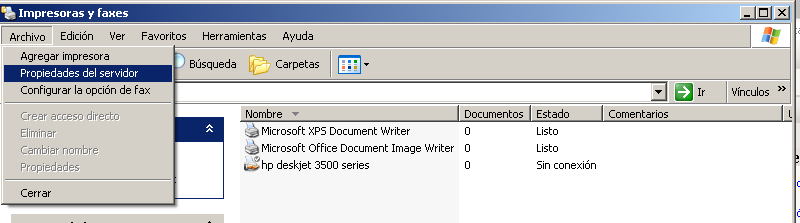 Impresoras y faxes
Archivo Edición Ver Favoritos Herramientas Ayuda
Agregar impresora
Propiedades del servidor
Configurar la opción de fax
Crear acceso directo
Eliminar
Cambiar nombre
Propiedades
Cerrar
Búsqueda Carpetas
Ir Vínculos »
Nombre Documentos Estado Comentarios
Microsoft XPS Document Writer 0 Listo
Microsoft Office Document Image Writer 0 Listo
hp deskjet 3500 series 0 Sin conexión